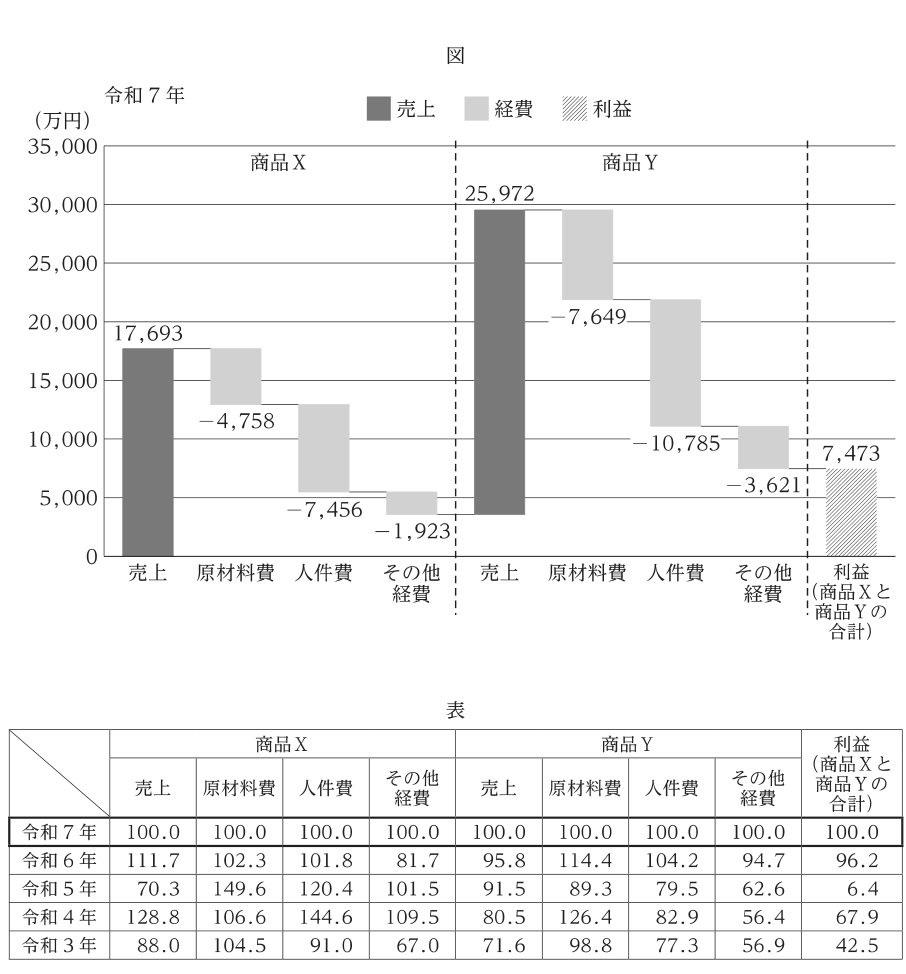 図
令和7年
(万円)
売上 経費 利益
35,000
30,000
25,000
20,000
15,000
10,000
5,000
0
商品X 商品Y
17,693
−4,758
−7,456
−1,923
25,972
−7,649
−10,785
−3,621
7,473
売上 原材料費 人件費 その他 売上 原材料費 人件費 その他 利益
経費 経費 (商品Xと
商品Yの
合計)
表
商品X 商品Y 利益
(商品Xと
商品Yの
合計)
売上 原材料費 人件費 その他 売上 原材料費 人件費 その他
経費 経費
令和7年 100.0 100.0 100.0 100.0 100.0 100.0 100.0 100.0 100.0
令和6年 111.7 102.3 101.8 81.7 95.8 114.4 104.2 94.7 96.2
令和5年 70.3 149.6 120.4 101.5 91.5 89.3 79.5 62.6 6.4
令和4年 128.8 106.6 144.6 109.5 80.5 126.4 82.9 56.4 67.9
令和3年 88.0 104.5 91.0 67.0 71.6 98.8 77.3 56.9 42.5